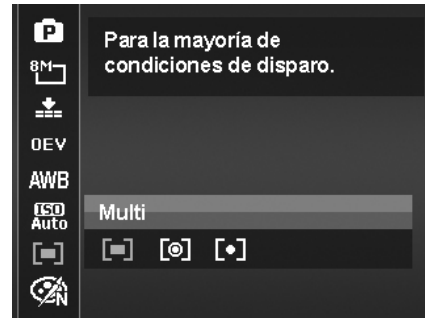 P
Para la mayoría de
condiciones de disparo.
8M
0EV
AWB
ISO
Auto
Multi
N